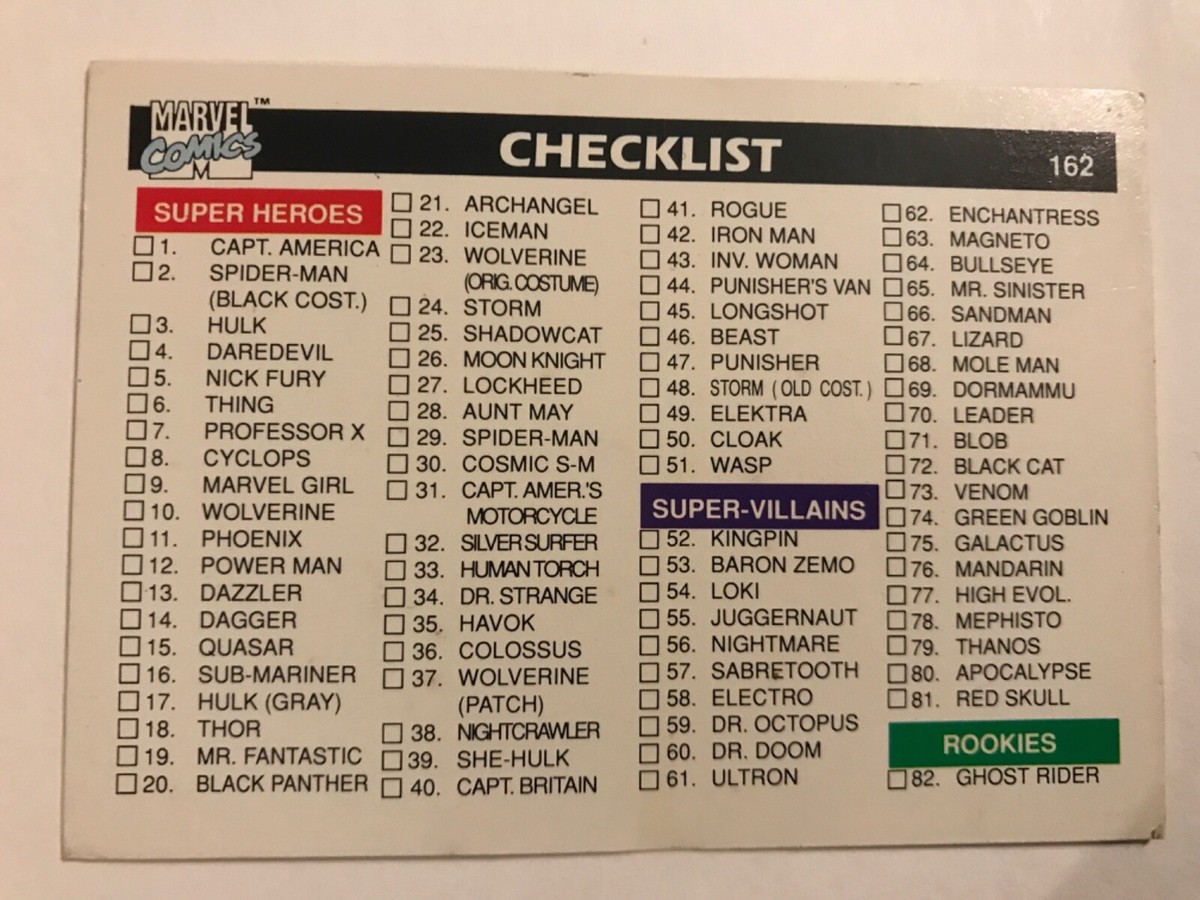 MARVEL™
COMICS
M
CHECKLIST
162
SUPER HEROES
1. CAPT. AMERICA
2. SPIDER-MAN
(BLACK COST.)
3. HULK
4. DAREDEVIL
5. NICK FURY
6. THING
7. PROFESSOR X
8. CYCLOPS
9. MARVEL GIRL
10. WOLVERINE
11. PHOENIX
12. POWER MAN
13. DAZZLER
14. DAGGER
15. QUASAR
16. SUB-MARINER
17. HULK (GRAY)
18. THOR
19. MR. FANTASTIC
20. BLACK PANTHER
21. ARCHANGEL
22. ICEMAN
23. WOLVERINE
(ORIG. COSTUME)
24. STORM
25. SHADOWCAT
26. MOON KNIGHT
27. LOCKHEED
28. AUNT MAY
29. SPIDER-MAN
30. COSMIC S-M
31. CAPT. AMER.'S
MOTORCYCLE
32. SILVER SURFER
33. HUMAN TORCH
34. DR. STRANGE
35. HAVOK
36. COLOSSUS
37. WOLVERINE
(PATCH)
38. NIGHTCRAWLER
39. SHE-HULK
40. CAPT. BRITAIN
41. ROGUE
42. IRON MAN
43. INV. WOMAN
44. PUNISHER'S VAN
45. LONGSHOT
46. BEAST
47. PUNISHER
48. STORM (OLD COST.)
49. ELEKTRA
50. CLOAK
51. WASP
SUPER-VILLAINS
52. KINGPIN
53. BARON ZEMO
54. LOKI
55. JUGGERNAUT
56. NIGHTMARE
57. SABRETOOTH
58. ELECTRO
59. DR. OCTOPUS
60. DR. DOOM
61. ULTRON
62. ENCHANTRESS
63. MAGNETO
64. BULLSEYE
65. MR. SINISTER
66. SANDMAN
67. LIZARD
68. MOLE MAN
69. DORMAMMU
70. LEADER
71. BLOB
72. BLACK CAT
73. VENOM
74. GREEN GOBLIN
75. GALACTUS
76. MANDARIN
77. HIGH EVOL.
78. MEPHISTO
79. THANOS
80. APOCALYPSE
81. RED SKULL
ROOKIES
82. GHOST RIDER